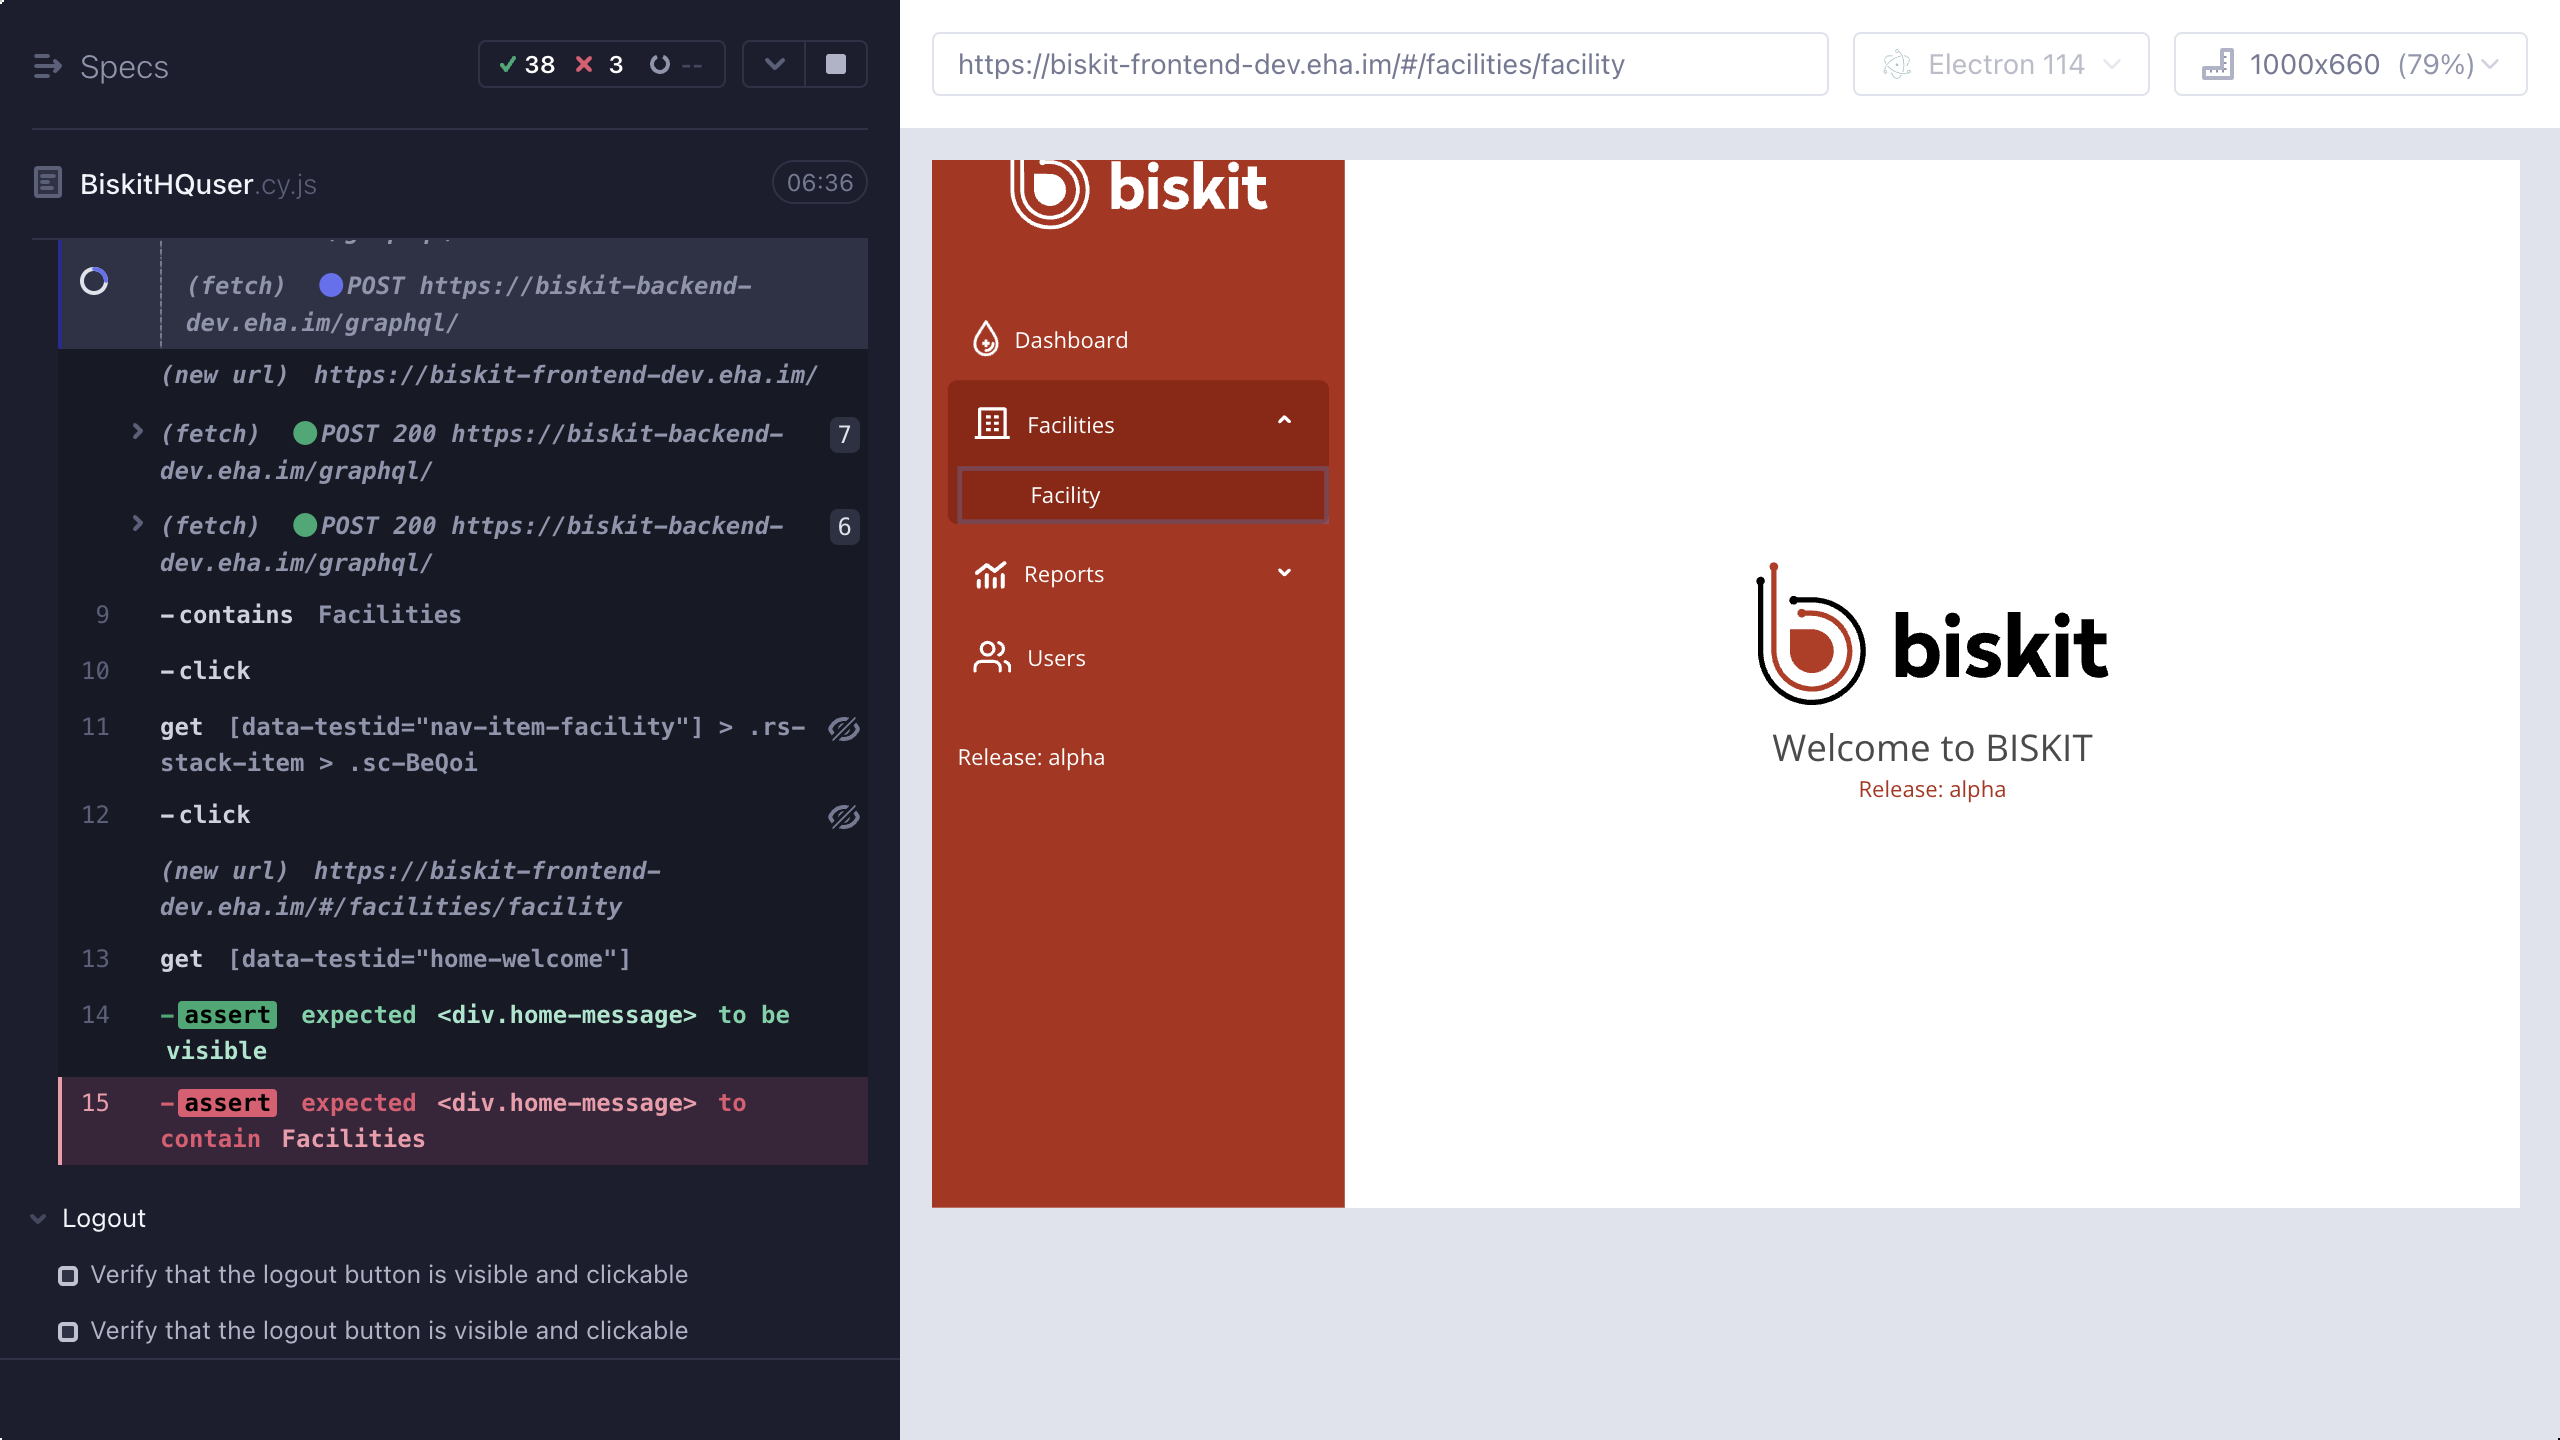 Specs
38 3 --
BiskitHQuser.cy.js
06:36
(fetch) POST https://biskit-backend-
dev.eha.im/graphql/
(new url) https://biskit-frontend-dev.eha.im/
(fetch) POST 200 https://biskit-backend- 7
dev.eha.im/graphql/
(fetch) POST 200 https://biskit-backend- 6
dev.eha.im/graphql/
9 -contains Facilities
10 -click
11 get [data-testid="nav-item-facility"] > .rs-
stack-item > .sc-BeQoi
12 -click
(new url) https://biskit-frontend-
dev.eha.im/#/facilities/facility
13 get [data-testid="home-welcome"]
14 -assert expected <div.home-message> to be
visible
15 -assert expected <div.home-message> to
contain Facilities
Logout
Verify that the logout button is visible and clickable
Verify that the logout button is visible and clickable
https://biskit-frontend-dev.eha.im/#/facilities/facility
Electron 114
1000x660 (79%)
biskit
Dashboard
Facilities
Facility
Reports
Users
Release: alpha
biskit
Welcome to BISKIT
Release: alpha